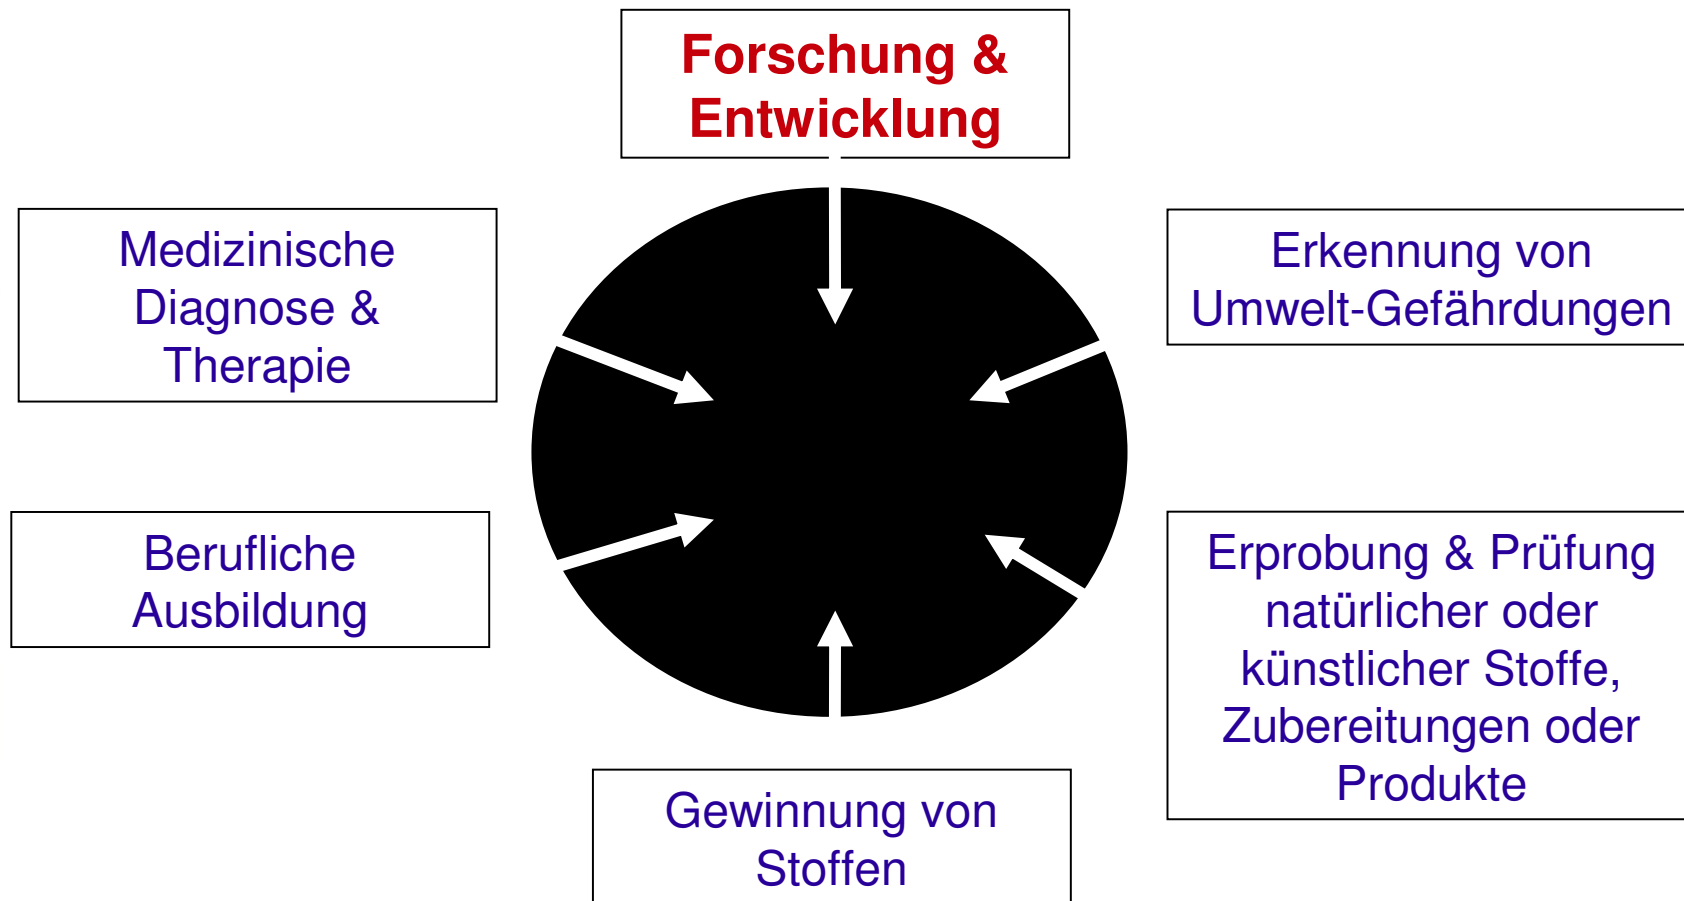 Forschung &
Entwicklung
Medizinische
Diagnose &
Therapie
Erkennung von
Umwelt-Gefährdungen
Berufliche
Ausbildung
Erprobung & Prüfung
natürlicher oder
künstlicher Stoffe,
Zubereitungen oder
Produkte
Gewinnung von
Stoffen